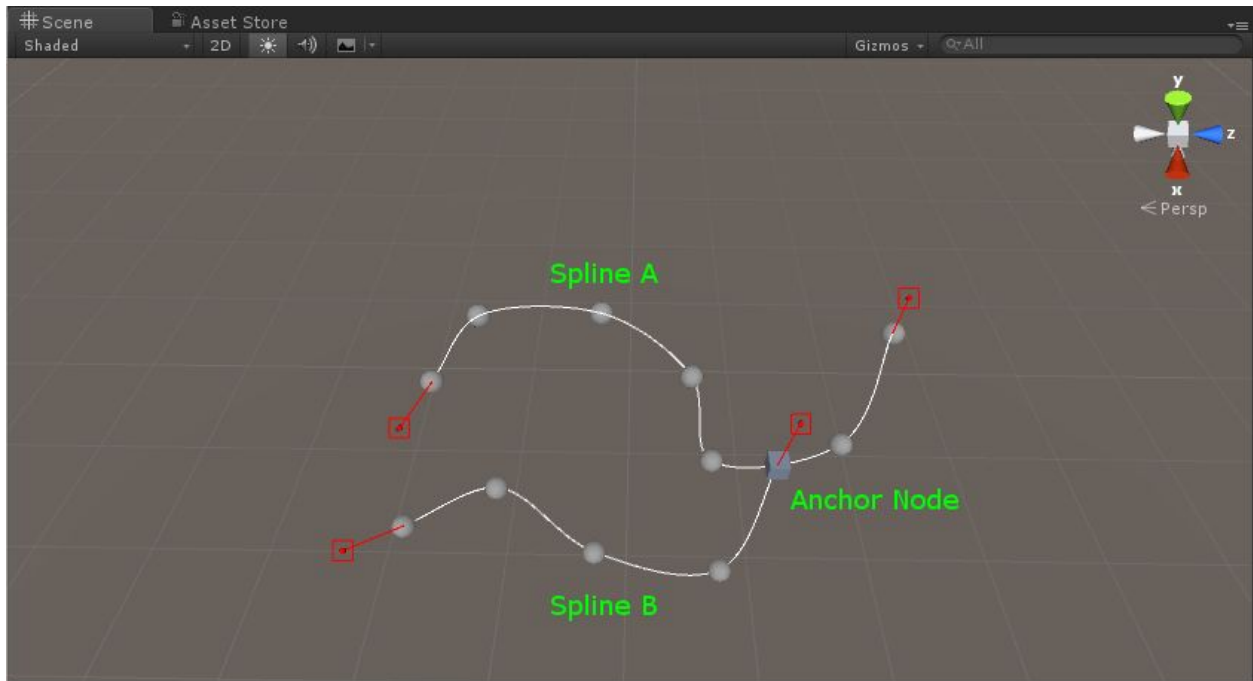 Scene
Asset Store
Shaded
2D
Gizmos
All
y
z
x
Persp
Spline A
Anchor Node
Spline B